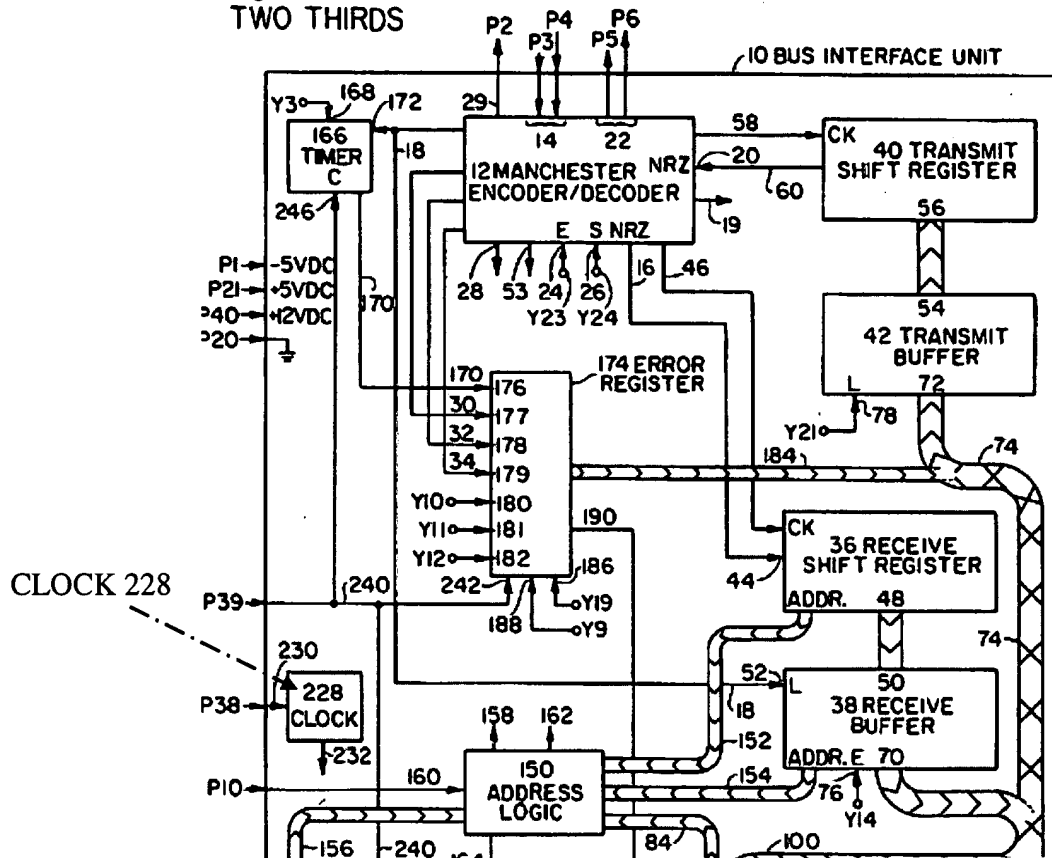 TWO THIRDS
P2
P3
P4
P5
P6
10 BUS INTERFACE UNIT
Y3
168
172
29
166
TIMER
C
246
18
14
22
12 MANCHESTER
ENCODER/DECODER
NRZ
E
S NRZ
58
20
60
19
CK
40 TRANSMIT
SHIFT REGISTER
56
P1
-5VDC
P21
+5VDC
P40
+12VDC
P20
170
28
53
24
26
Y23
Y24
16
46
54
42 TRANSMIT
BUFFER
L
72
78
Y21
74
174 ERROR
REGISTER
170
176
30
177
32
178
34
179
Y10
180
Y11
181
Y12
182
184
190
242
188
186
Y19
Y9
CK
36 RECEIVE
SHIFT REGISTER
44
ADDR.
48
74
CLOCK 228
P39
240
230
P38
228
CLOCK
232
52
L
50
38 RECEIVE
BUFFER
ADDR. E
70
18
152
76
Y14
158
162
P10
160
150
ADDRESS
LOGIC
154
84
100
156
240